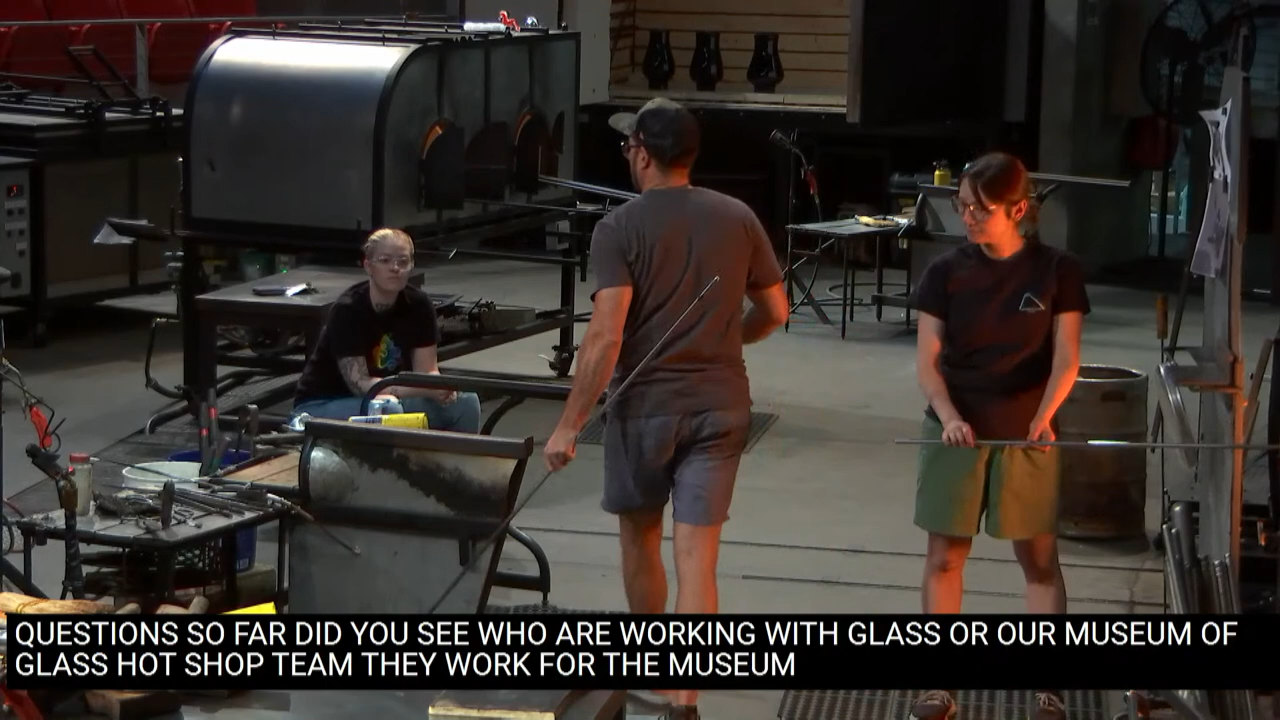 QUESTIONS SO FAR DID YOU SEE WHO ARE WORKING WITH GLASS OR OUR MUSEUM OF
GLASS HOT SHOP TEAM THEY WORK FOR THE MUSEUM